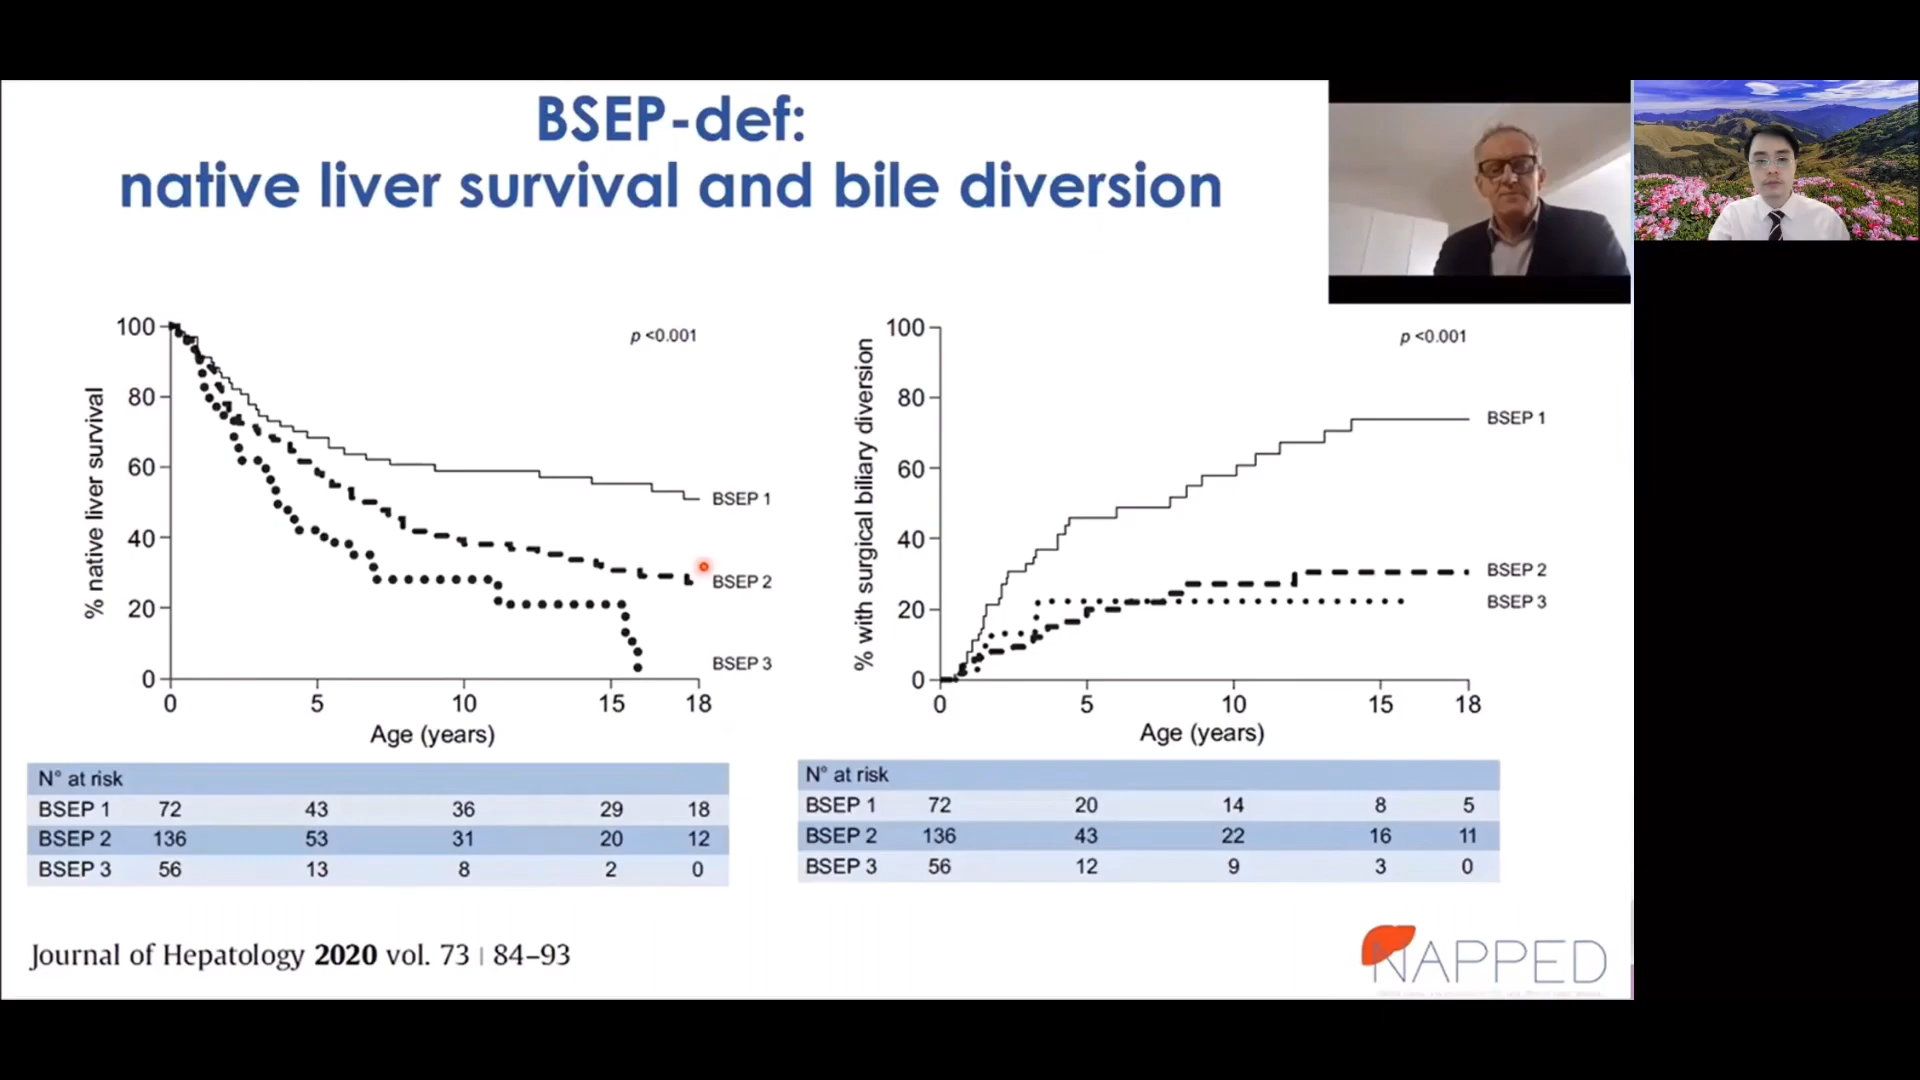 BSEP-def:
native liver survival and bile diversion
% native liver survival
100
80
60
40
20
0
p <0.001
BSEP 1
BSEP 2
BSEP 3
0 5 10 15 18
Age (years)
N° at risk
BSEP 1 72 43 36 29 18
BSEP 2 136 53 31 20 12
BSEP 3 56 13 8 2 0
% with surgical biliary diversion
100
80
60
40
20
0
p <0.001
BSEP 1
BSEP 2
BSEP 3
0 5 10 15 18
Age (years)
N° at risk
BSEP 1 72 20 14 8 5
BSEP 2 136 43 22 16 11
BSEP 3 56 12 9 3 0
Journal of Hepatology 2020 vol. 73 | 84–93
NAPPED